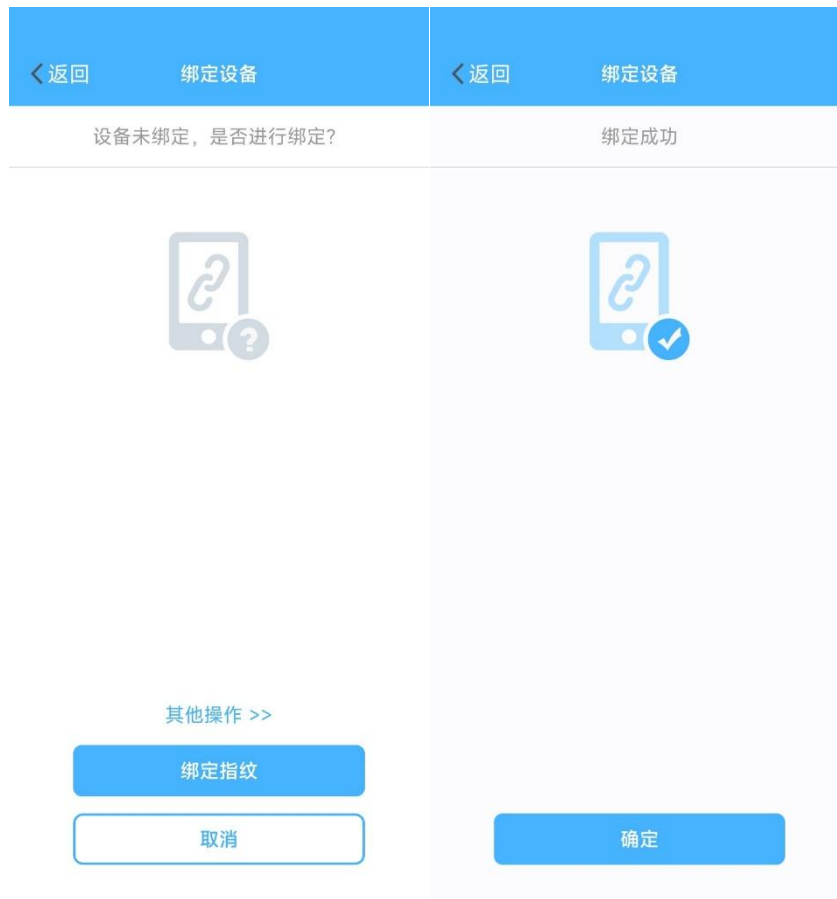 返回
绑定设备
设备未绑定，是否进行绑定?
?
其他操作 >>
绑定指纹
取消
返回
绑定设备
绑定成功
确定